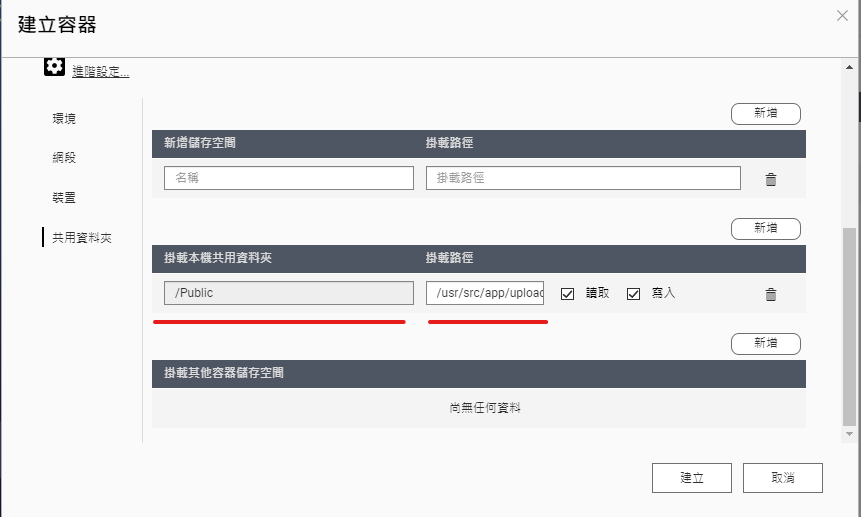 建立容器
進階設定...
環境
網段
裝置
共用資料夾
新增
新增儲存空間 掛載路徑
名稱 掛載路徑
新增
掛載本機共用資料夾 掛載路徑
/Public /usr/src/app/upload 讀取 寫入
新增
掛載其他容器儲存空間
尚無任何資料
建立 取消